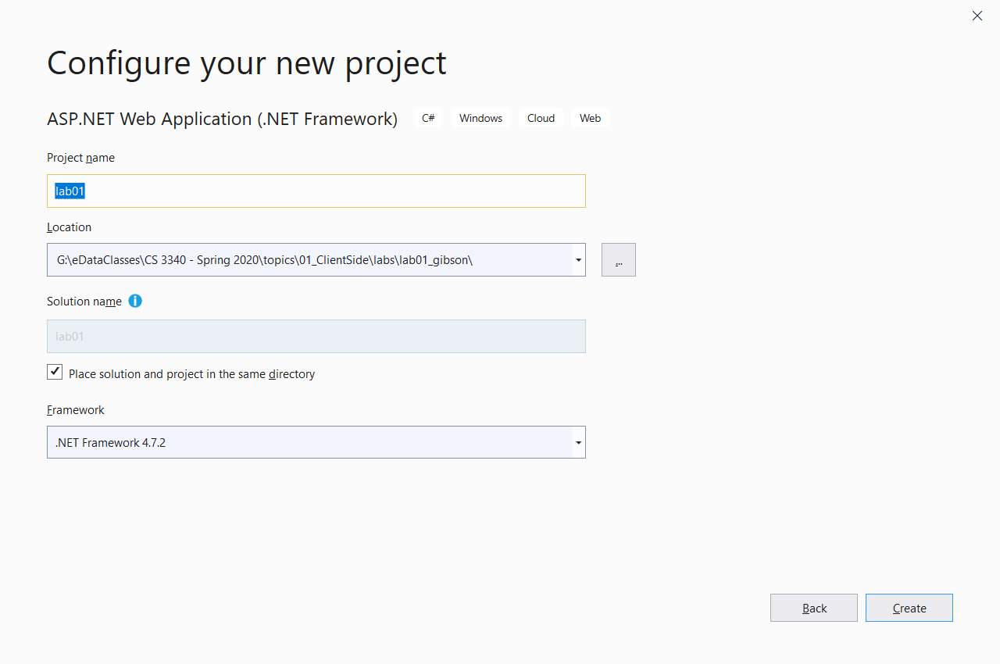 Configure your new project
ASP.NET Web Application (.NET Framework) C# Windows Cloud Web
Project name
lab01
Location
G:\eDataClasses\CS 3340 - Spring 2020\topics\01_ClientSide\labs\lab01_gibson\
...
Solution name
lab01
Place solution and project in the same directory
Framework
.NET Framework 4.7.2
Back Create